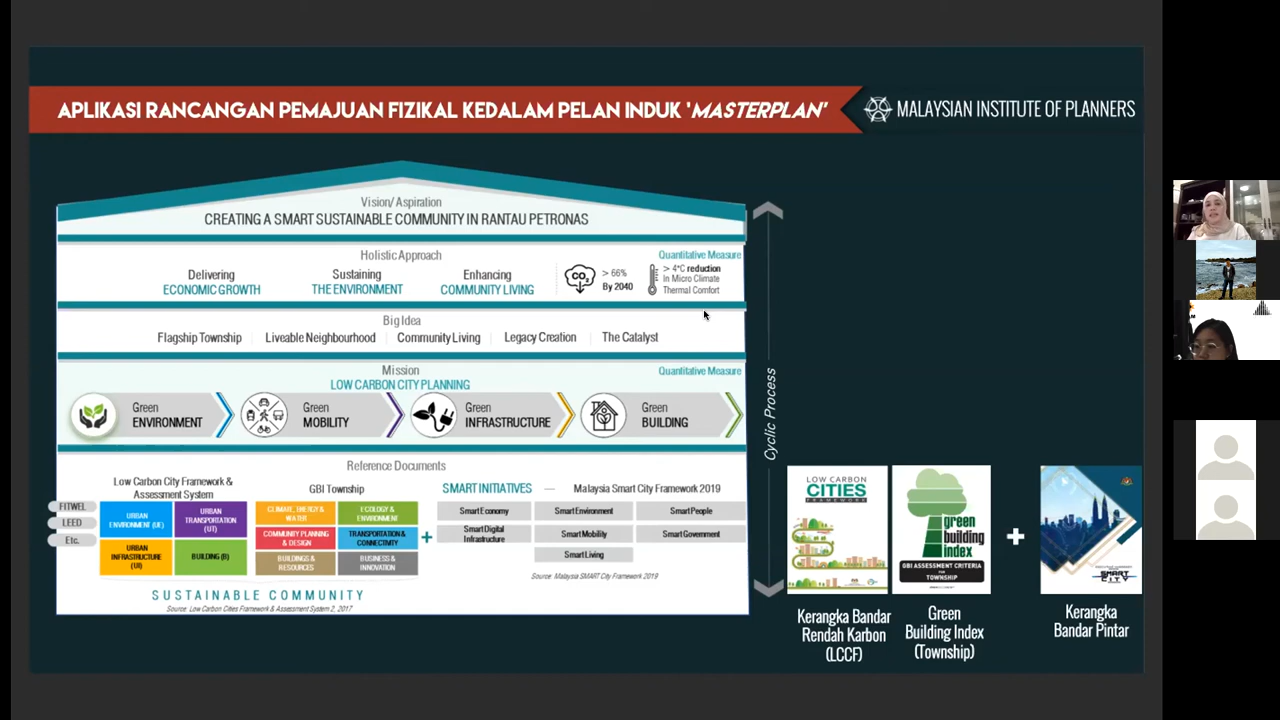 APLIKASI RANCANGAN PEMAJUAN FIZIKAL KEDALAM PELAN INDUK 'MASTERPLAN'
MALAYSIAN INSTITUTE OF PLANNERS
Vision/ Aspiration
CREATING A SMART SUSTAINABLE COMMUNITY IN RANTAU PETRONAS
Holistic Approach
Quantitative Measure
Delivering
ECONOMIC GROWTH
Sustaining
THE ENVIRONMENT
Enhancing
COMMUNITY LIVING
CO₂
> 66%
By 2040
> 4°C reduction
in Micro Climate
Thermal Comfort
Big Idea
Flagship Township
Liveable Neighbourhood
Community Living
Legacy Creation
The Catalyst
Mission
Quantitative Measure
LOW CARBON CITY PLANNING
Green
ENVIRONMENT
Green
MOBILITY
Green
INFRASTRUCTURE
Green
BUILDING
Reference Documents
Low Carbon City Framework &
Assessment System
FITWEL
LEED
Etc.
URBAN
ENVIRONMENT (UE)
URBAN
TRANSPORTATION
(UT)
URBAN
INFRASTRUCTURE
(UI)
BUILDING (B)
GBI Township
CLIMATE, ENERGY &
WATER
ECOLOGY &
ENVIRONMENT
COMMUNITY PLANNING
& DESIGN
TRANSPORTATION &
CONNECTIVITY
BUILDINGS &
RESOURCES
BUSINESS &
INNOVATION
+
SMART INITIATIVES — Malaysia Smart City Framework 2019
Smart Economy
Smart Environment
Smart People
Smart Digital
Infrastructure
Smart Mobility
Smart Government
Smart Living
Source Malaysia SMART City Framework 2019
SUSTAINABLE COMMUNITY
Source Low Carbon Cities Framework & Assessment System 2, 2017
Cyclic Process
LOW CARBON
CITIES
FRAMEWORK
Kerangka Bandar
Rendah Karbon
(LCCF)
green
building
index
GBI ASSESSMENT CRITERIA
FOR
TOWNSHIP
Green
Building Index
(Township)
+
SMART
CITY
Kerangka
Bandar Pintar